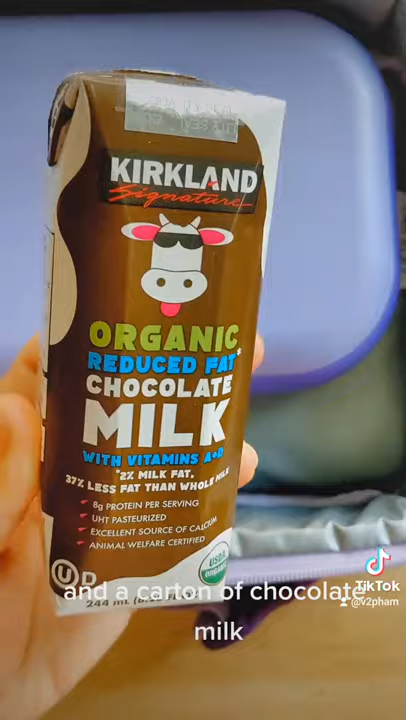 KIRKLAND
Signature
ORGANIC
REDUCED FAT*
CHOCOLATE
MILK
WITH VITAMINS A+D
*2% MILK FAT,
37% LESS FAT THAN WHOLE MILK
8g PROTEIN PER SERVING
UHT PASTEURIZED
EXCELLENT SOURCE OF CALCIUM
ANIMAL WELFARE CERTIFIED
USDA
ORGANIC
U D
244 mL
and a carton of chocolate
milk
TikTok
@v2pham